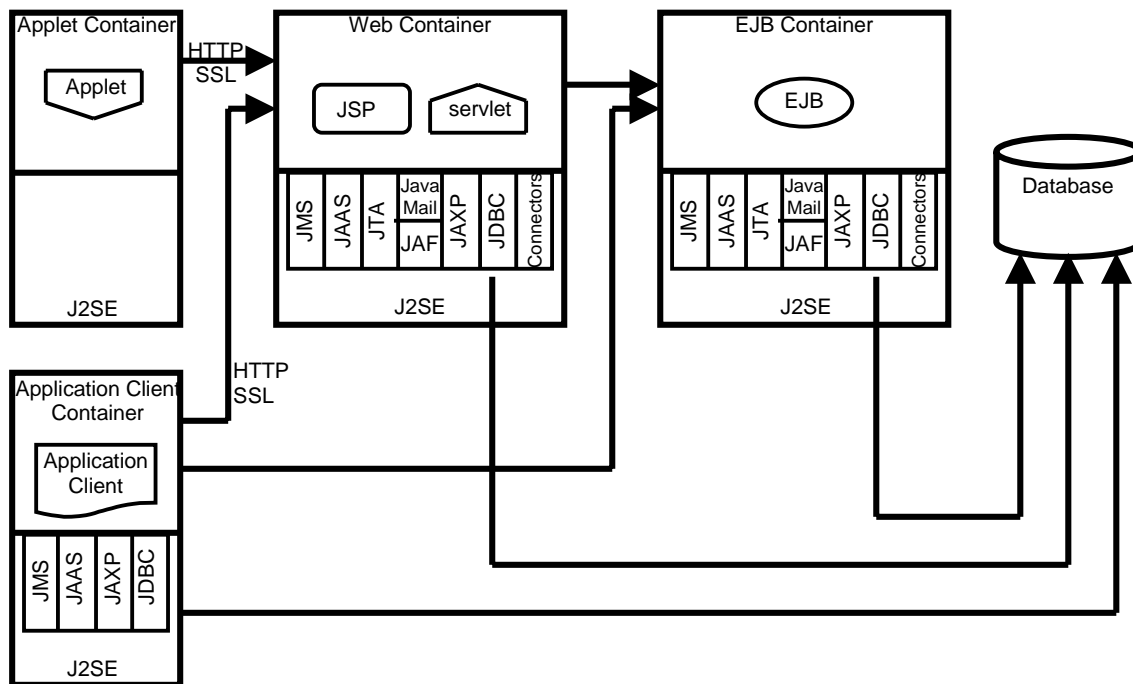 Applet Container
Applet
J2SE
HTTP
SSL
Web Container
JSP
servlet
JMS
JAAS
JTA
Java
Mail
JAF
JAXP
JDBC
Connectors
J2SE
EJB Container
EJB
JMS
JAAS
JTA
Java
Mail
JAF
JAXP
JDBC
Connectors
J2SE
Database
HTTP
SSL
Application Client
Container
Application
Client
JMS
JAAS
JAXP
JDBC
J2SE